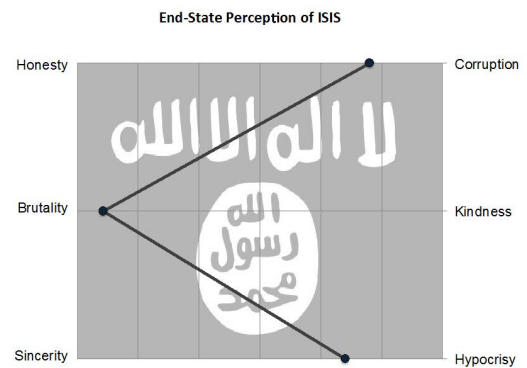 End-State Perception of ISIS
Honesty Corruption
لا اله الا الله
Brutality Kindness
الله
رسول
محمد
Sincerity Hypocrisy